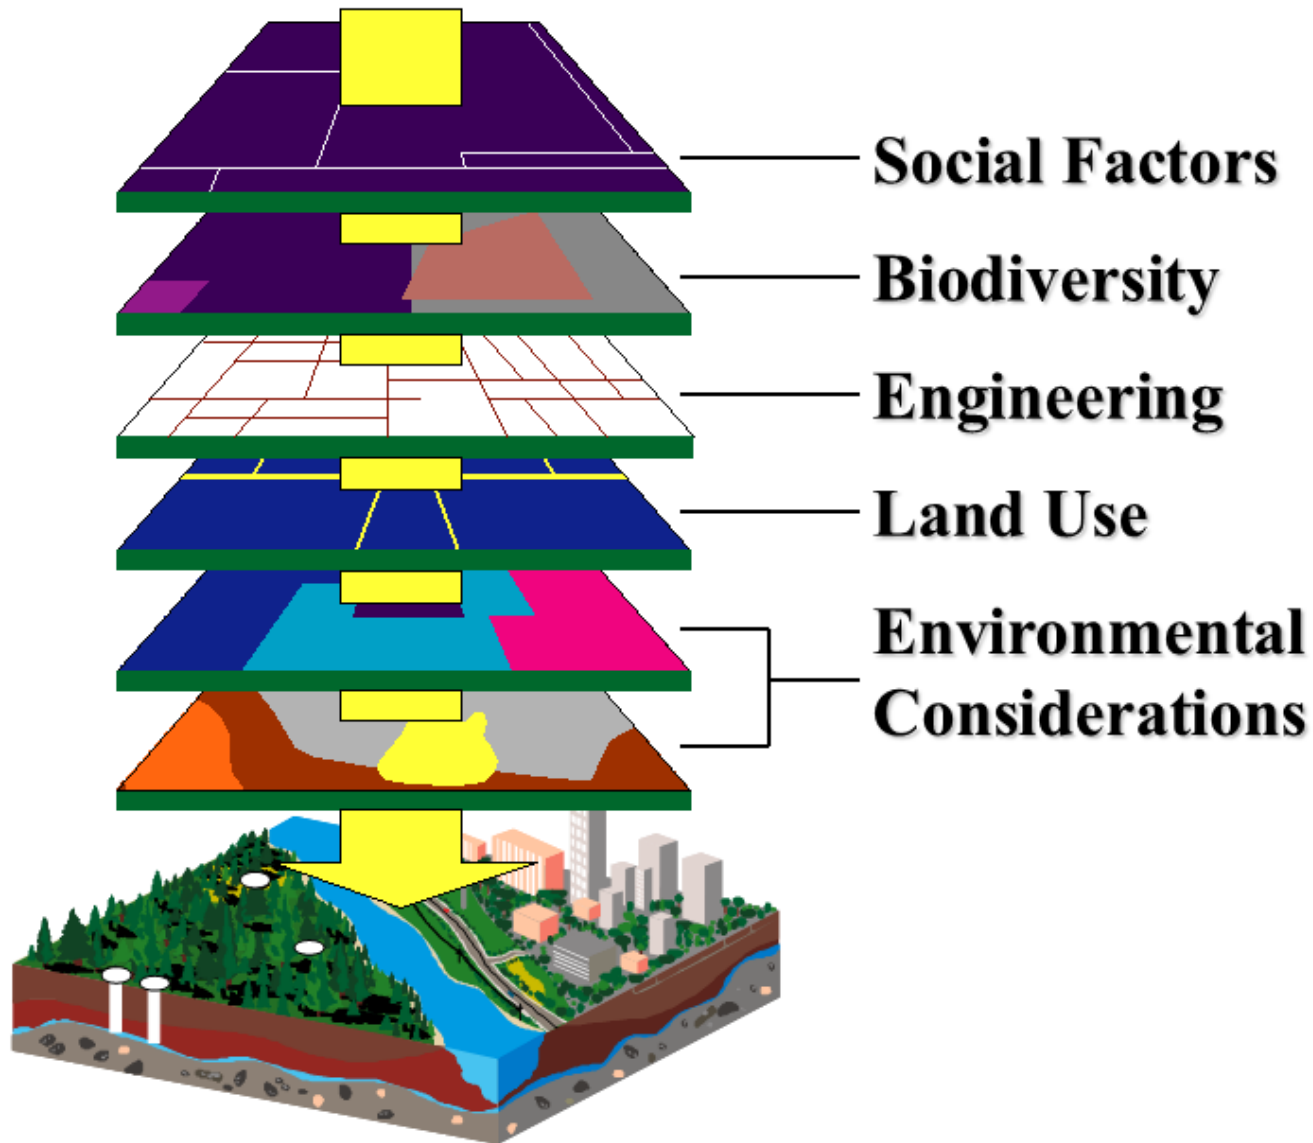 Social Factors
Biodiversity
Engineering
Land Use
Environmental
Considerations